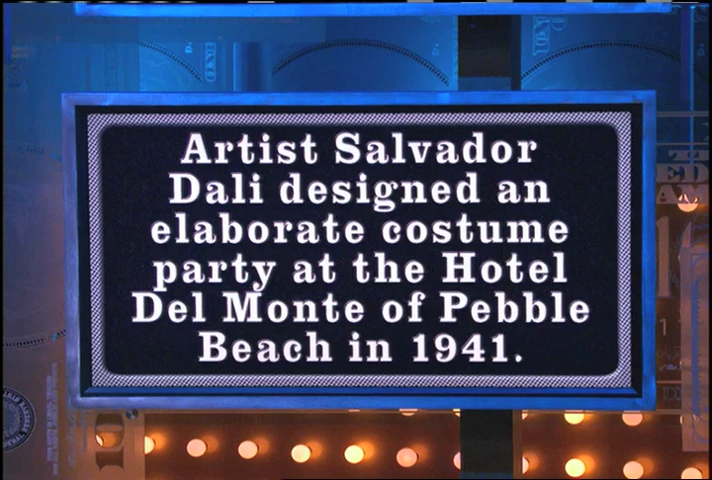 Artist Salvador
Dali designed an
elaborate costume
party at the Hotel
Del Monte of Pebble
Beach in 1941.